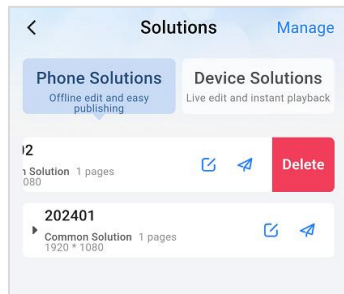 Solutions Manage
Phone Solutions
Offline edit and easy
publishing
Device Solutions
Live edit and instant playback
02
Solution 1 pages
080
Delete
202401
Common Solution 1 pages
1920 * 1080